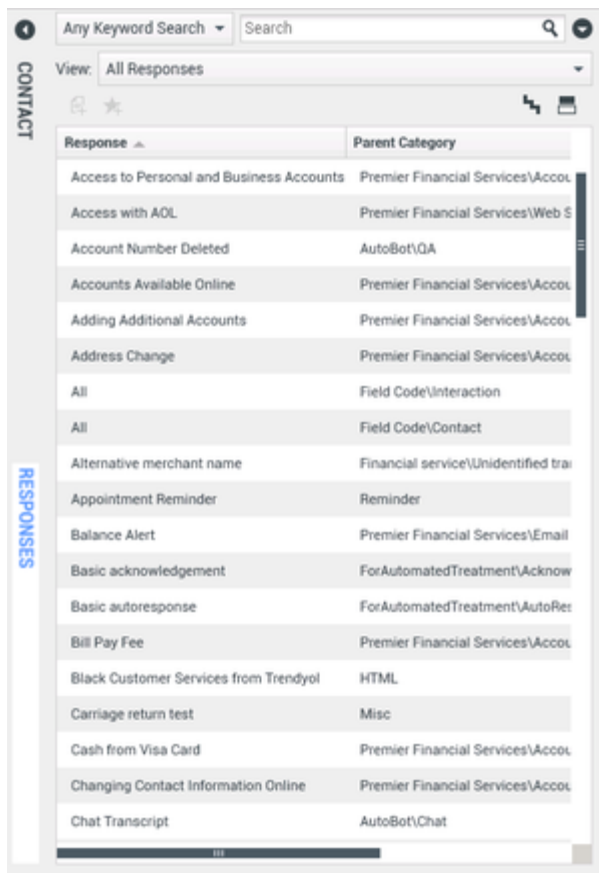 Any Keyword Search Search
CONTACT
View: All Responses
Response Parent Category
Access to Personal and Business Accounts Premier Financial Services\Accou
Access with AOL Premier Financial Services\Web S
Account Number Deleted AutoBot\QA
Accounts Available Online Premier Financial Services\Accou
Adding Additional Accounts Premier Financial Services\Accou
Address Change Premier Financial Services\Accou
All Field Code\Interaction
All Field Code\Contact
Alternative merchant name Financial service\Unidentified tra
RESPONSES
Appointment Reminder Reminder
Balance Alert Premier Financial Services\Email
Basic acknowledgement ForAutomatedTreatment\Acknow
Basic autoresponse ForAutomatedTreatment\AutoRes
Bill Pay Fee Premier Financial Services\Accou
Black Customer Services from Trendyol HTML
Carriage return test Misc
Cash from Visa Card Premier Financial Services\Accou
Changing Contact Information Online Premier Financial Services\Accou
Chat Transcript AutoBot\Chat